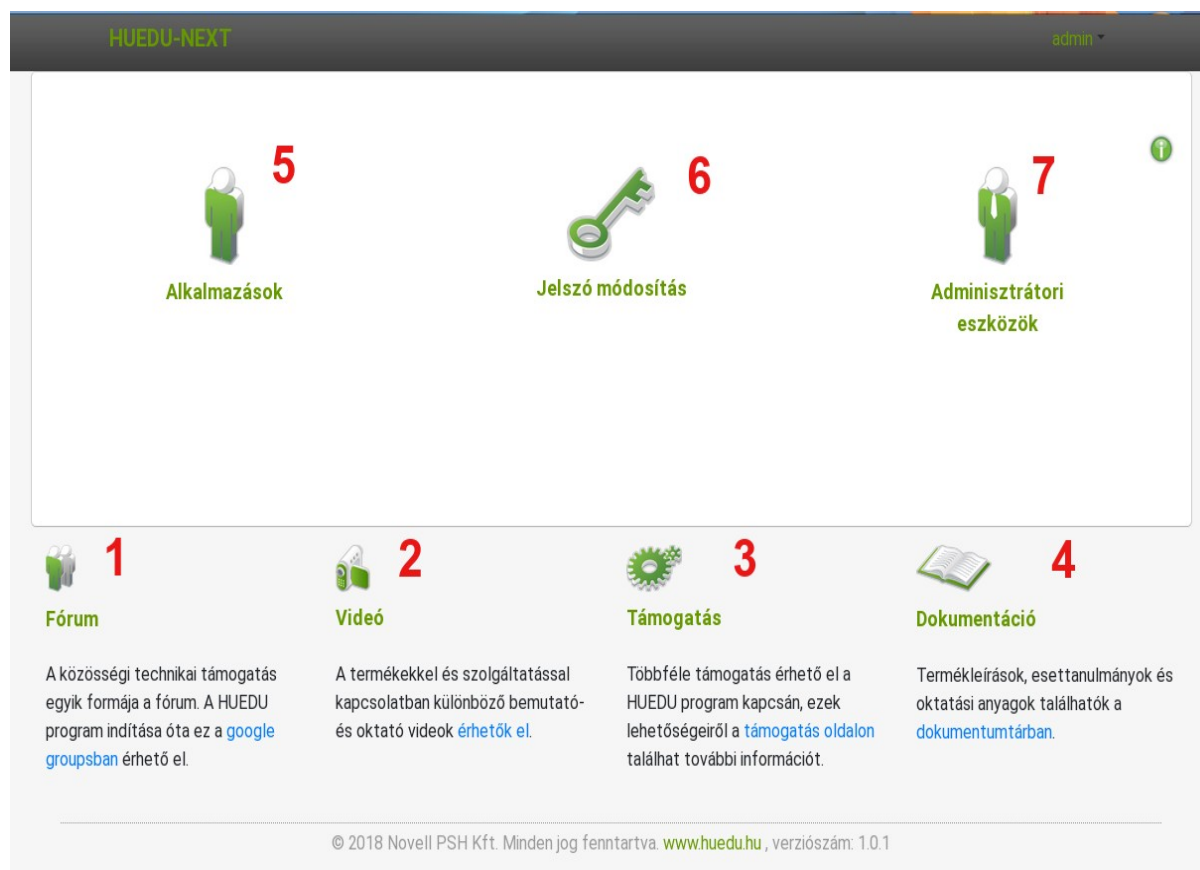 HUEDU-NEXT
admin
5
6
7
Alkalmazások
Jelszó módosítás
Adminisztrátori
eszközök
1
2
3
4
Fórum
A közösségi technikai támogatás
egyik formája a fórum. A HUEDU
program indítása óta ez a google
groupsban érhető el.
Videó
A termékekkel és szolgáltatással
kapcsolatban különböző bemutató-
és oktató videok érhetők el.
Támogatás
Többféle támogatás érhető el a
HUEDU program kapcsán, ezek
lehetőségeiről a támogatás oldalon
találhat további információt.
Dokumentáció
Termékleírások, esettanulmányok és
oktatási anyagok találhatók a
dokumentumtárban.
© 2018 Novell PSH Kft. Minden jog fenntartva. www.huedu.hu , verziószám: 1.0.1